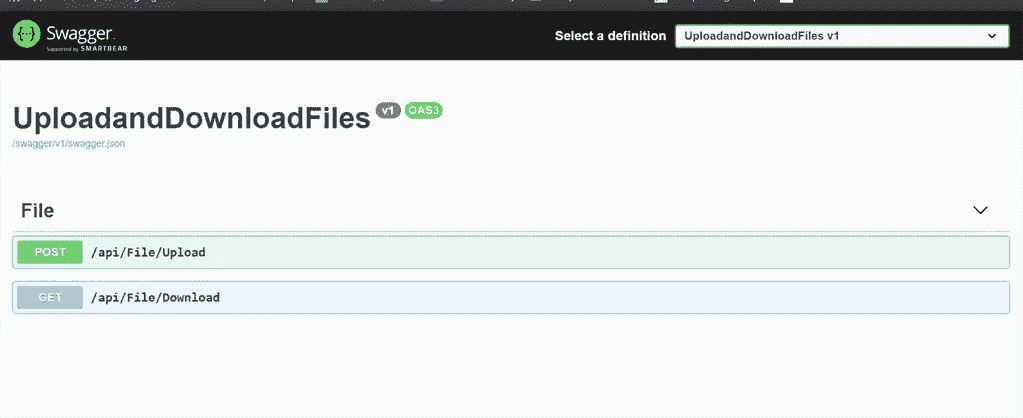 Swagger.
Supported by SMARTBEAR
Select a definition
UploadandDownloadFiles v1
UploadandDownloadFiles v1 OAS3
/swagger/v1/swagger.json
File
POST /api/File/Upload
GET /api/File/Download